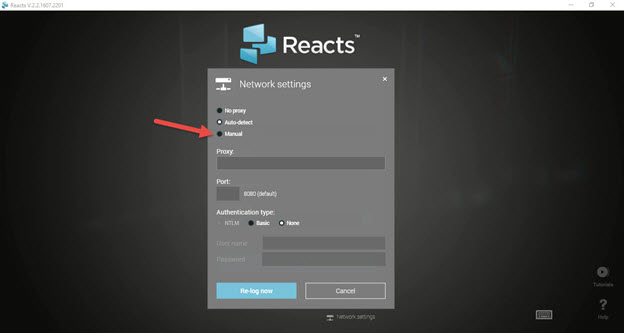 Reacts V.2.2.1607.2201
Reacts™
Network settings
No proxy
Auto-detect
Manual
Proxy:
Port:
8080 (default)
Authentication type:
NTLM Basic None
User name:
Password:
Re-log now Cancel
Network settings
Tutorials
Help